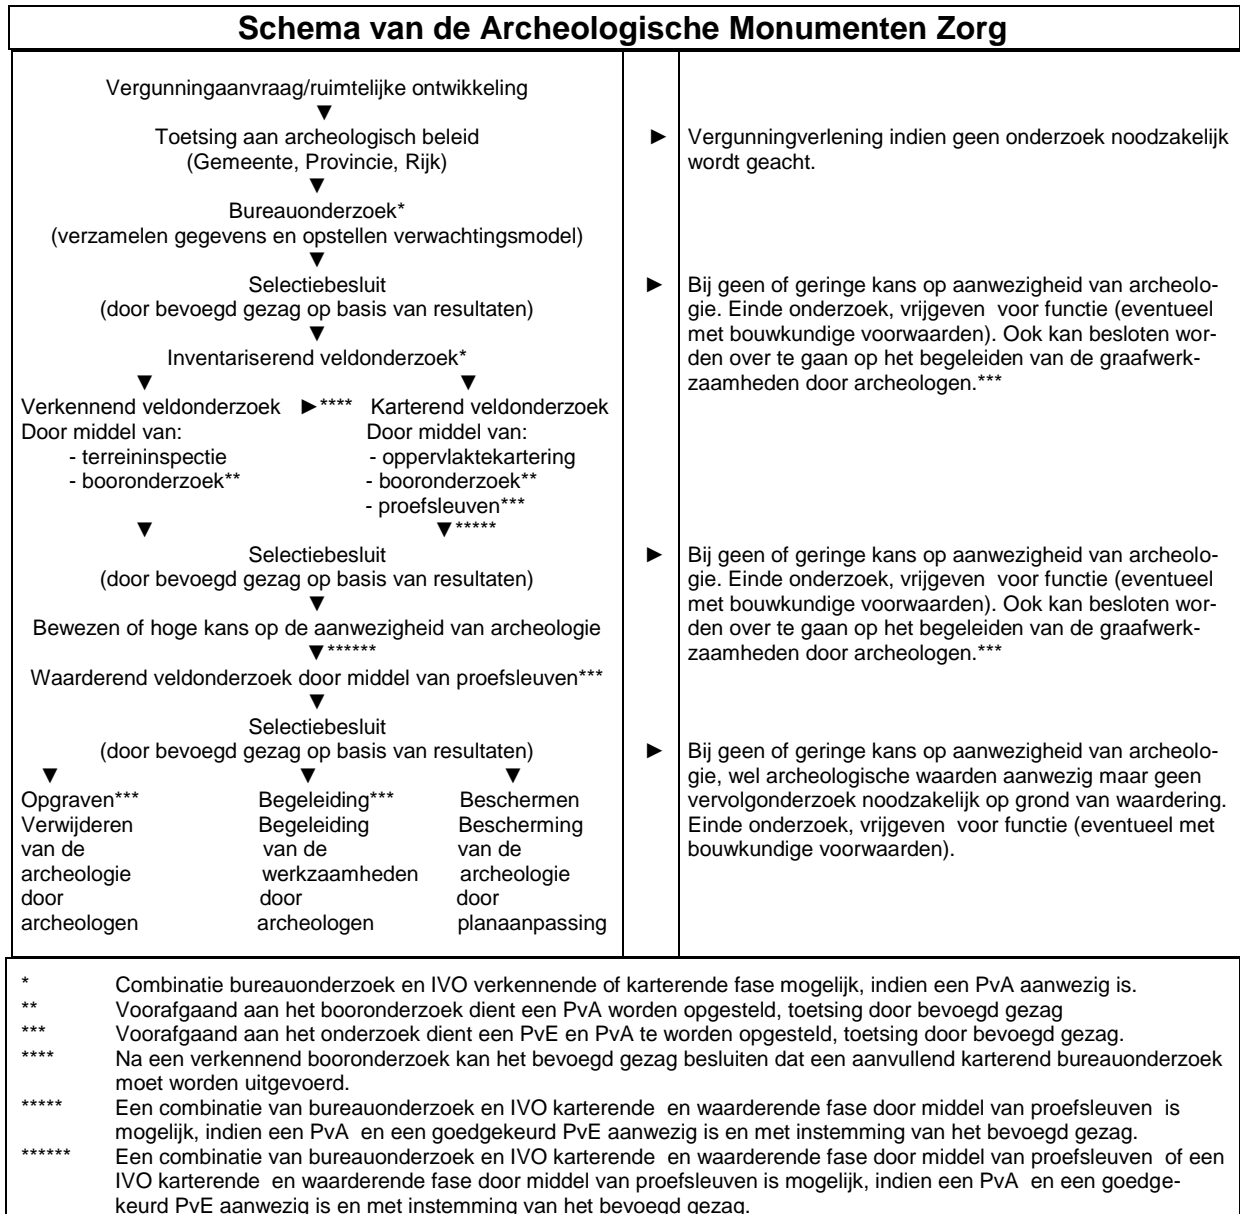 Schema van de Archeologische Monumenten Zorg
Vergunningaanvraag/ruimtelijke ontwikkeling
▼
Toetsing aan archeologisch beleid
(Gemeente, Provincie, Rijk)
► Vergunningverlening indien geen onderzoek noodzakelijk
wordt geacht.
▼
Bureauonderzoek*
(verzamelen gegevens en opstellen verwachtingsmodel)
▼
Selectiebesluit
(door bevoegd gezag op basis van resultaten)
► Bij geen of geringe kans op aanwezigheid van archeolo-
gie. Einde onderzoek, vrijgeven voor functie (eventueel
met bouwkundige voorwaarden). Ook kan besloten wor-
den over te gaan op het begeleiden van de graafwerk-
zaamheden door archeologen.***
▼
Inventariserend veldonderzoek*
▼ ▼
Verkennend veldonderzoek ►**** Karterend veldonderzoek
Door middel van: Door middel van:
- terreininspectie - oppervlaktekartering
- booronderzoek** - booronderzoek**
- proefsleuven***
▼ ▼*****
Selectiebesluit
(door bevoegd gezag op basis van resultaten)
► Bij geen of geringe kans op aanwezigheid van archeolo-
gie. Einde onderzoek, vrijgeven voor functie (eventueel
met bouwkundige voorwaarden). Ook kan besloten wor-
den over te gaan op het begeleiden van de graafwerk-
zaamheden door archeologen.***
▼
Bewezen of hoge kans op de aanwezigheid van archeologie
▼******
Waarderend veldonderzoek door middel van proefsleuven***
▼
Selectiebesluit
(door bevoegd gezag op basis van resultaten)
► Bij geen of geringe kans op aanwezigheid van archeolo-
gie, wel archeologische waarden aanwezig maar geen
vervolgonderzoek noodzakelijk op grond van waardering.
Einde onderzoek, vrijgeven voor functie (eventueel met
bouwkundige voorwaarden).
▼ ▼ ▼
Opgraven*** Begeleiding*** Beschermen
Verwijderen Begeleiding Bescherming
van de van de van de
archeologie werkzaamheden archeologie
door door door
archeologen archeologen planaanpassing
* Combinatie bureauonderzoek en IVO verkennende of karterende fase mogelijk, indien een PvA aanwezig is.
** Voorafgaand aan het booronderzoek dient een PvA worden opgesteld, toetsing door bevoegd gezag
*** Voorafgaand aan het onderzoek dient een PvE en PvA te worden opgesteld, toetsing door bevoegd gezag.
**** Na een verkennend booronderzoek kan het bevoegd gezag besluiten dat een aanvullend karterend bureauonderzoek
moet worden uitgevoerd.
***** Een combinatie van bureauonderzoek en IVO karterende en waarderende fase door middel van proefsleuven is
mogelijk, indien een PvA en een goedgekeurd PvE aanwezig is en met instemming van het bevoegd gezag.
****** Een combinatie van bureauonderzoek en IVO karterende en waarderende fase door middel van proefsleuven of een
IVO karterende en waarderende fase door middel van proefsleuven is mogelijk, indien een PvA en een goedge-
keurd PvE aanwezig is en met instemming van het bevoegd gezag.